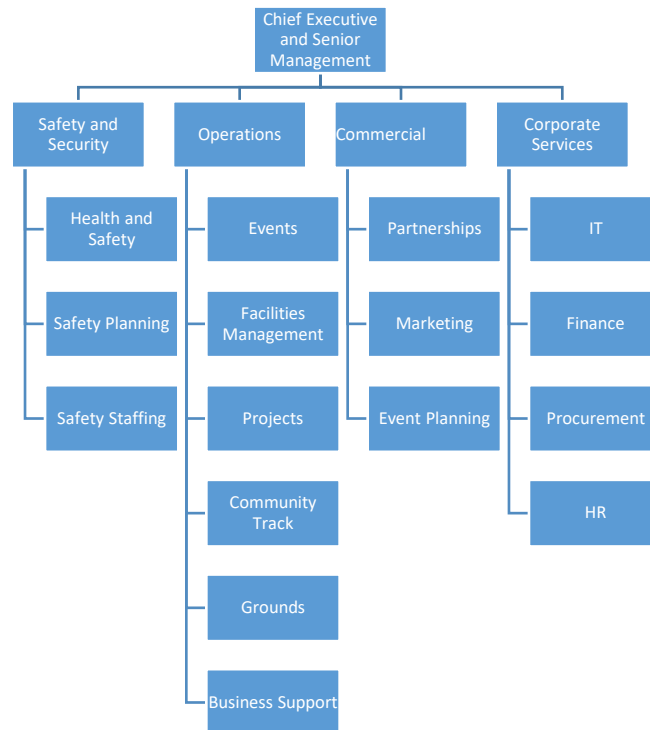 Chief Executive
and Senior
Management
Safety and
Security
Operations
Commercial
Corporate
Services
Health and
Safety
Events
Partnerships
IT
Safety Planning
Facilities
Management
Marketing
Finance
Safety Staffing
Projects
Event Planning
Procurement
Community
Track
HR
Grounds
Business Support